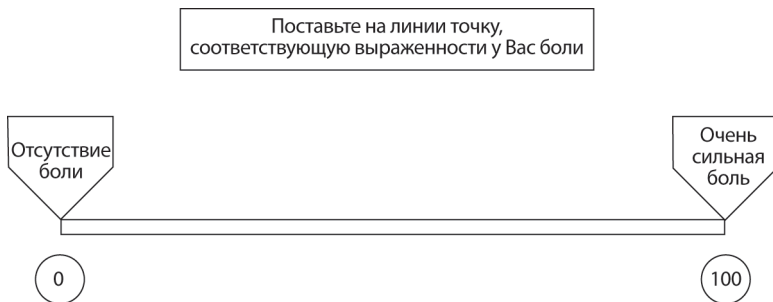 Поставьте на линии точку,
соответствующую выраженности у Вас боли
Отсутствие
боли
Очень
сильная
боль
0
100